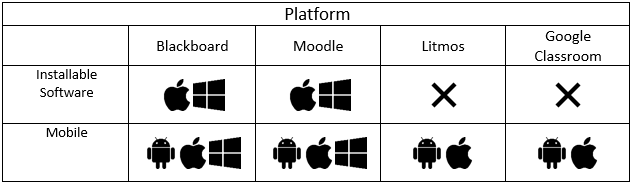 Platform
Blackboard Moodle Litmos Google
Classroom
Installable
Software
Mobile